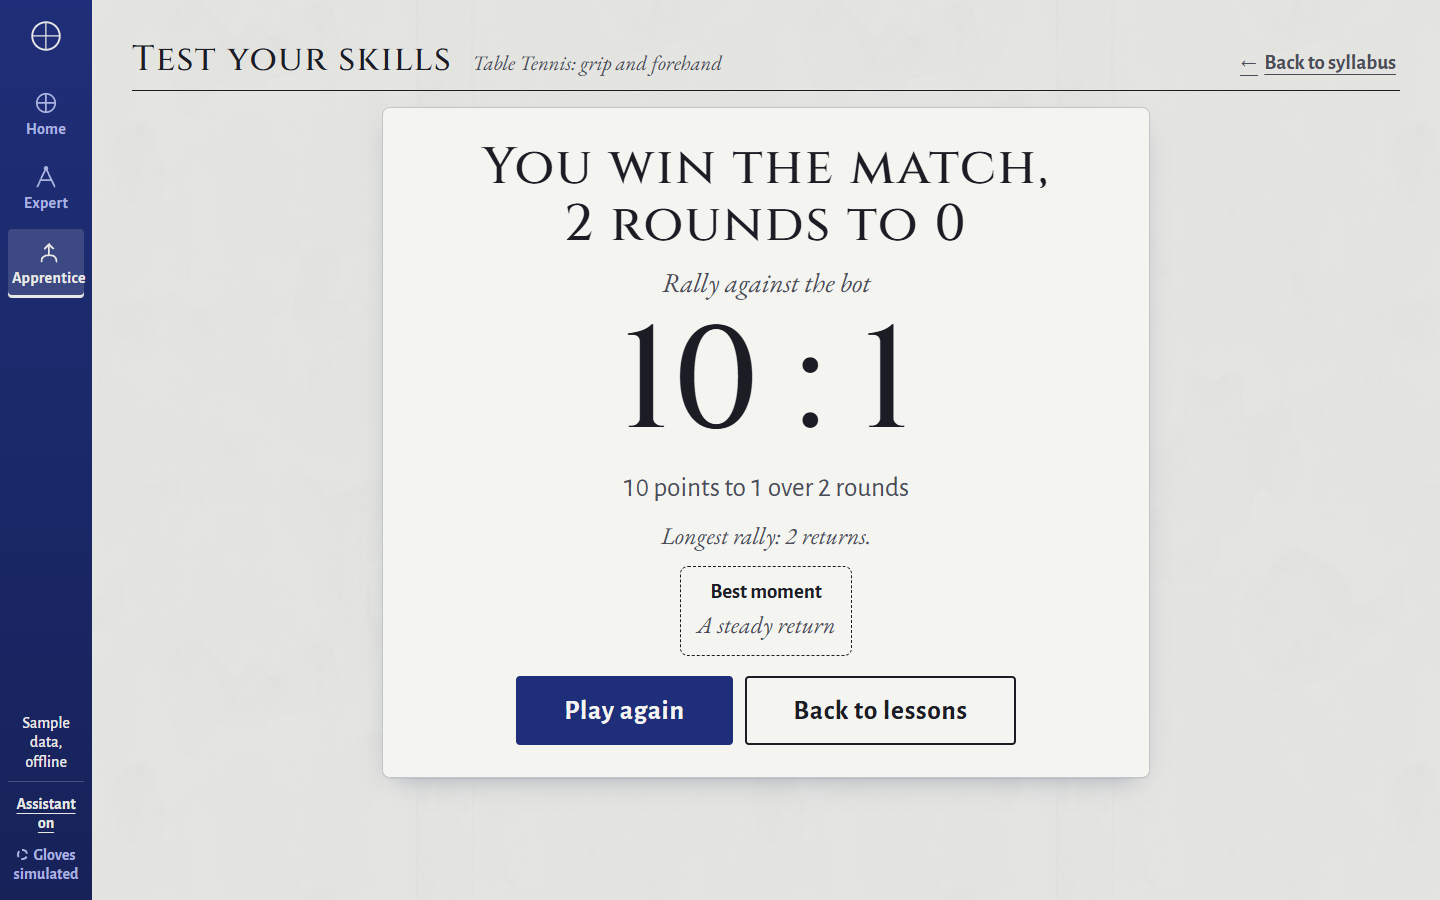 Home
Expert
Apprentice
Sample
data,
offline
Assistant
on
Gloves
simulated
Test your skills
Table Tennis: grip and forehand
← Back to syllabus
You win the match,
2 rounds to 0
Rally against the bot
10 : 1
10 points to 1 over 2 rounds
Longest rally: 2 returns.
Best moment
A steady return
Play again
Back to lessons